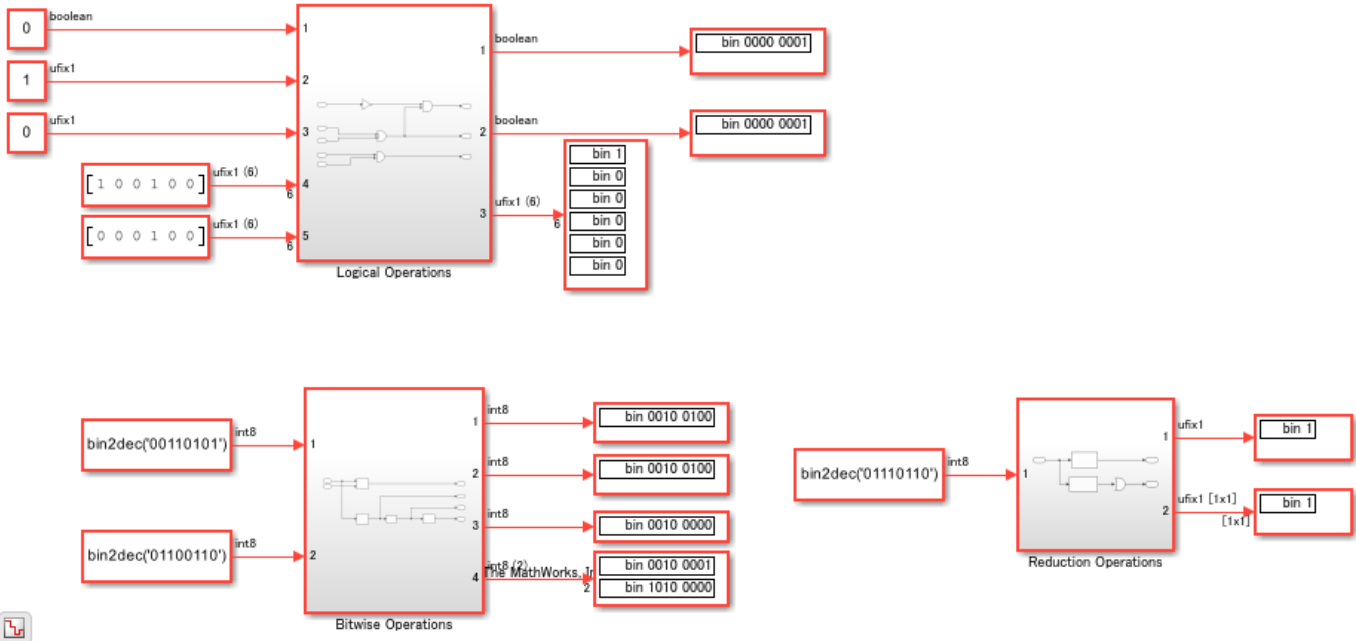 0
boolean
1
ufix1
0
ufix1
[1 0 0 1 0 0]
ufix1 (6)
6
[0 0 0 1 0 0]
ufix1 (6)
6
1
2
3
4
5
Logical Operations
1
boolean
bin 0000 0001
2
boolean
bin 0000 0001
3
ufix1 (6)
6
bin 1
bin 0
bin 0
bin 0
bin 0
bin 0
bin2dec('00110101')
int8
1
bin2dec('01100110')
int8
2
Bitwise Operations
1
int8
bin 0010 0100
2
int8
bin 0010 0100
3
int8
bin 0010 0000
4
int8 (2)
The MathWorks, In
2
bin 0010 0001
bin 1010 0000
bin2dec('01110110')
int8
1
Reduction Operations
1
ufix1
bin 1
2
ufix1 [1x1]
[1x1]
bin 1